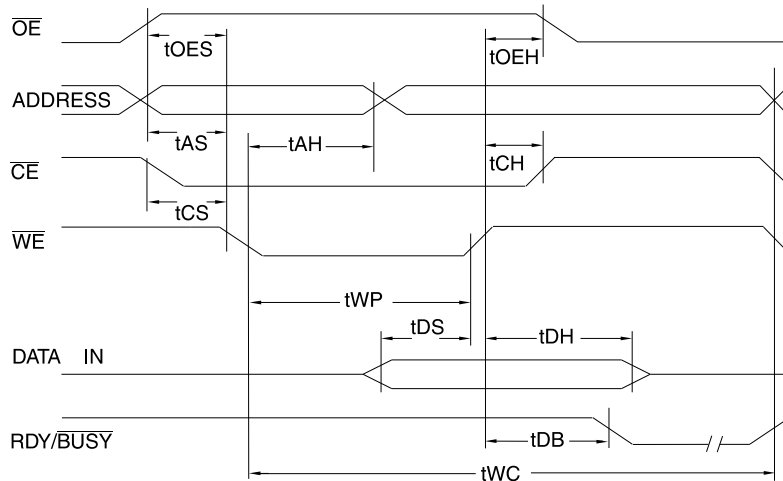 OE
tOES
tOEH
ADDRESS
tAS
tAH
tCH
CE
tCS
WE
tWP
tDS
tDH
DATA IN
RDY/BUSY
tDB
tWC